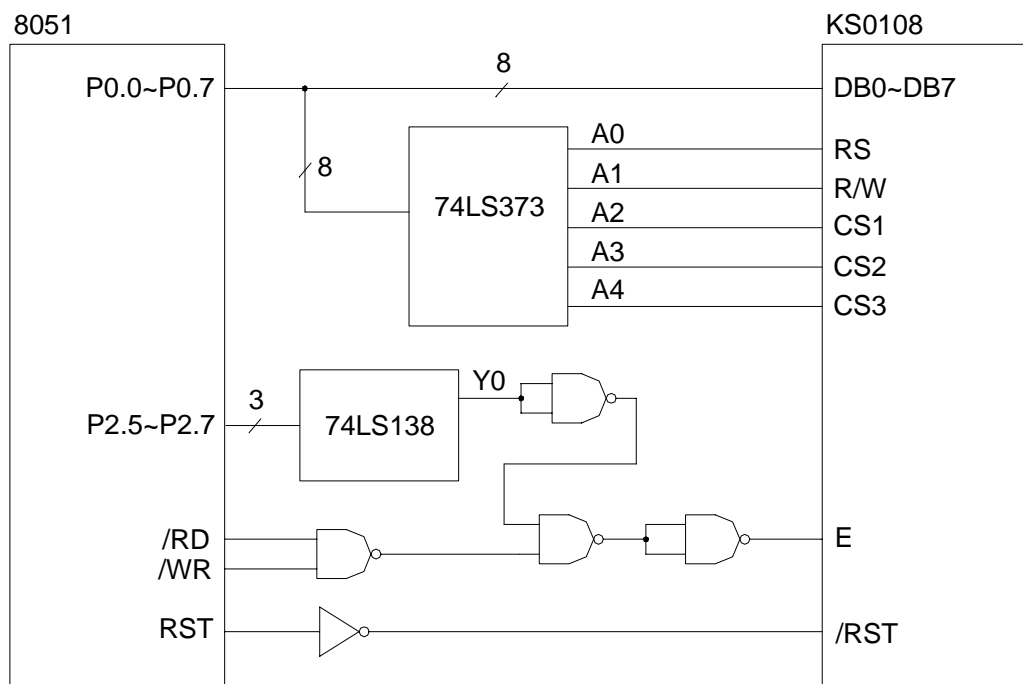 8051
KS0108
P0.0~P0.7
8
DB0~DB7
8
74LS373
A0
RS
A1
R/W
A2
CS1
A3
CS2
A4
CS3
P2.5~P2.7
3
74LS138
Y0
/RD
/WR
E
RST
/RST